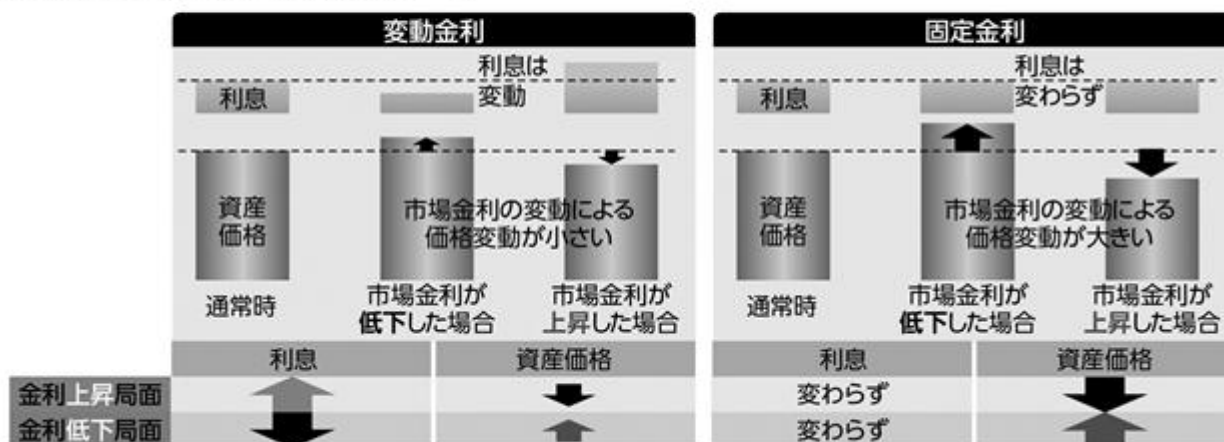 変動金利
利息は
変動
利息
資産
価格
市場金利の変動による
価格変動が小さい
通常時
市場金利が
低下した場合
市場金利が
上昇した場合
固定金利
利息は
変わらず
利息
資産
価格
市場金利の変動による
価格変動が大きい
通常時
市場金利が
低下した場合
市場金利が
上昇した場合
利息 資産価格 利息 資産価格
金利上昇局面 変わらず
金利低下局面 変わらず